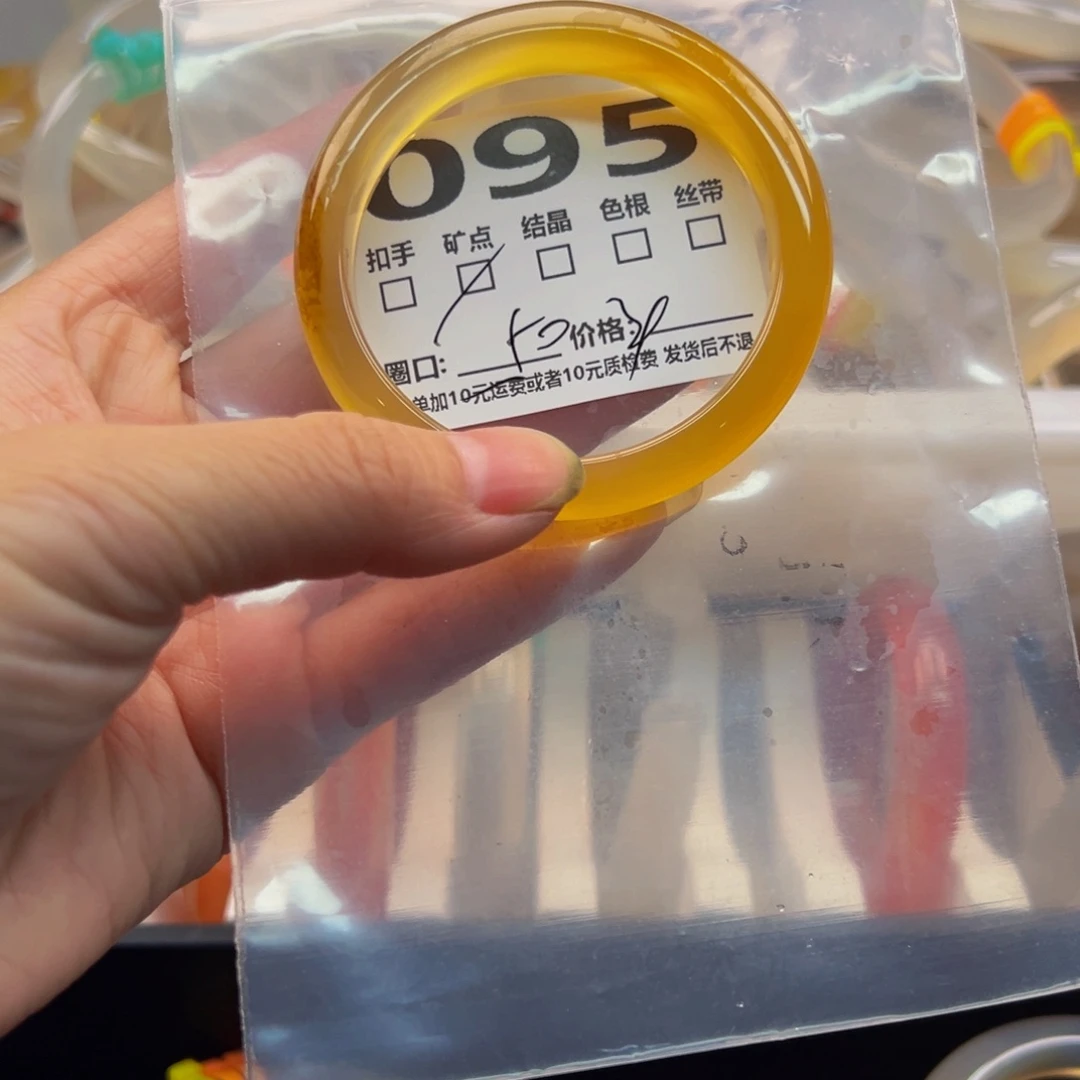 095
扣手 矿点 结晶 色根 丝带
圈口: 50 价格:
单加10元运费或者10元质检费 发货后不退